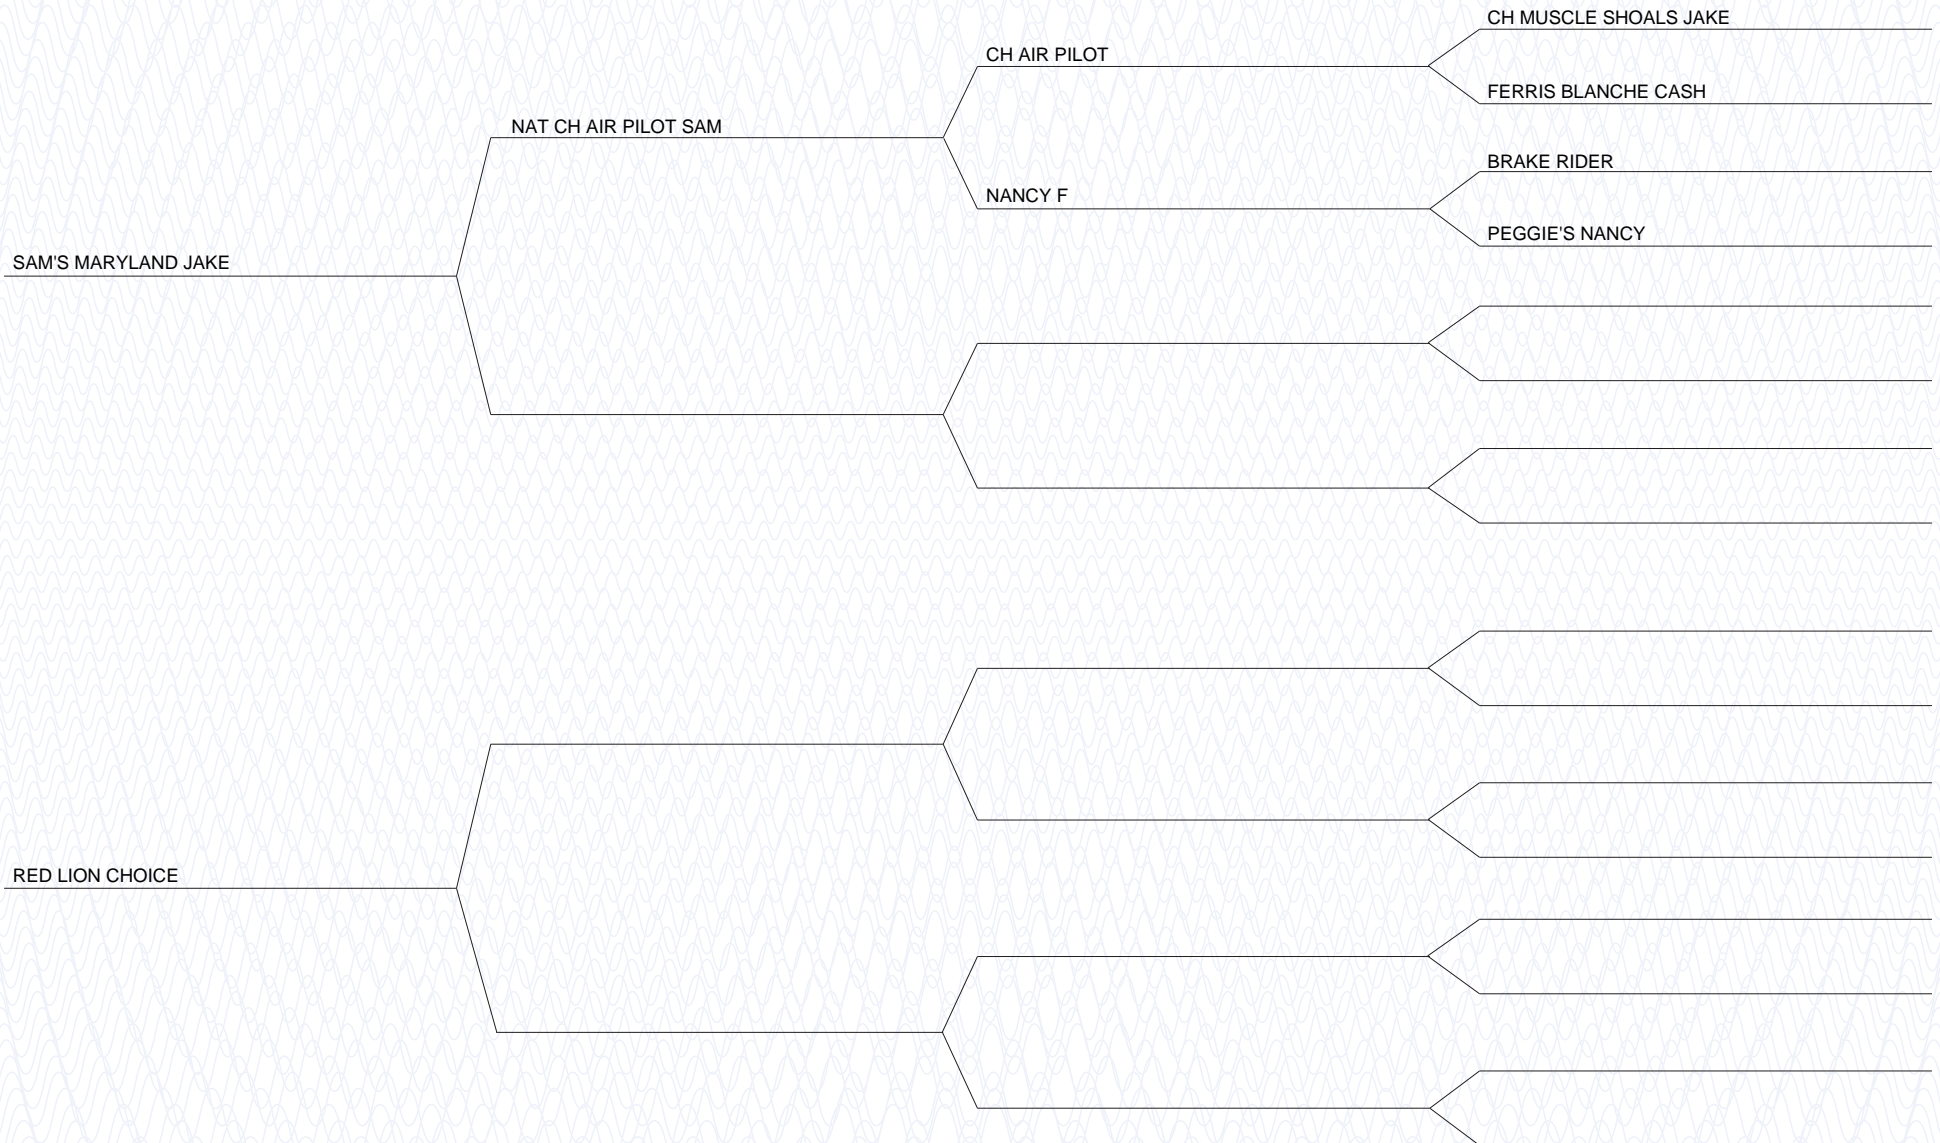 CH MUSCLE SHOALS JAKE
CH AIR PILOT
FERRIS BLANCHE CASH
NAT CH AIR PILOT SAM
BRAKE RIDER
NANCY F
PEGGIE'S NANCY
SAM'S MARYLAND JAKE
RED LION CHOICE